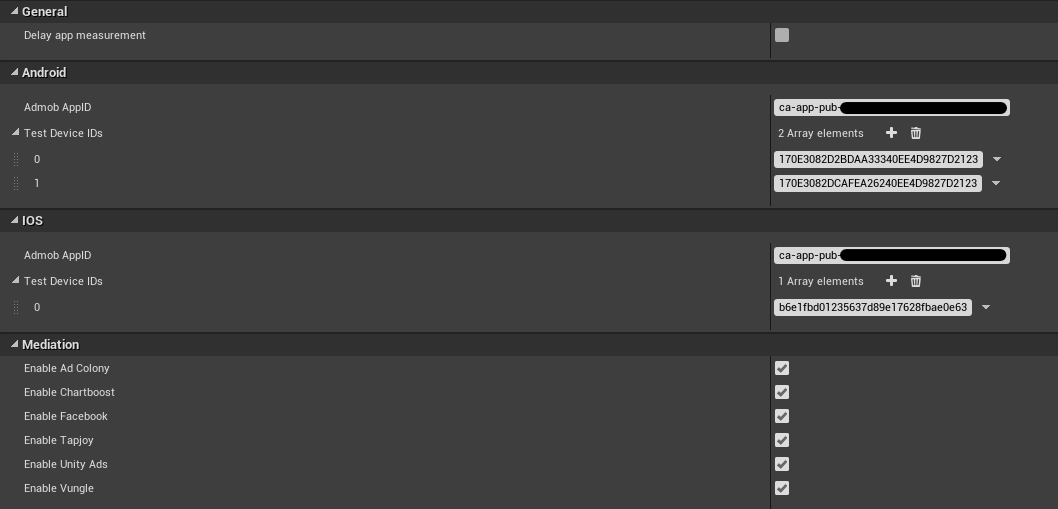 General
Delay app measurement
Android
Admob AppID ca-app-pub-
Test Device IDs 2 Array elements
0 170E3082D2BDAA33340EE4D9827D2123
1 170E3082DCAFEA26240EE4D9827D2123
IOS
Admob AppID ca-app-pub-
Test Device IDs 1 Array elements
0 b6e1fbd01235637d89e17628fbae0e63
Mediation
Enable Ad Colony
Enable Chartboost
Enable Facebook
Enable Tapjoy
Enable Unity Ads
Enable Vungle